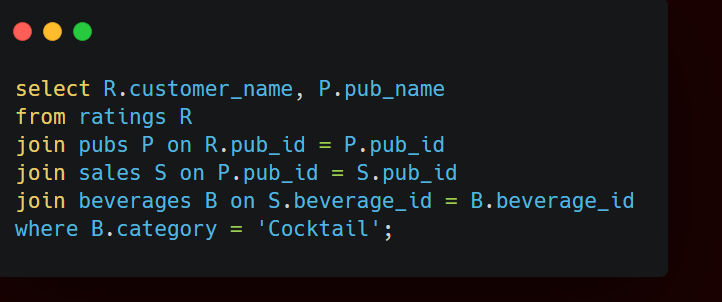 select R.customer_name, P.pub_name
from ratings R
join pubs P on R.pub_id = P.pub_id
join sales S on P.pub_id = S.pub_id
join beverages B on S.beverage_id = B.beverage_id
where B.category = 'Cocktail';